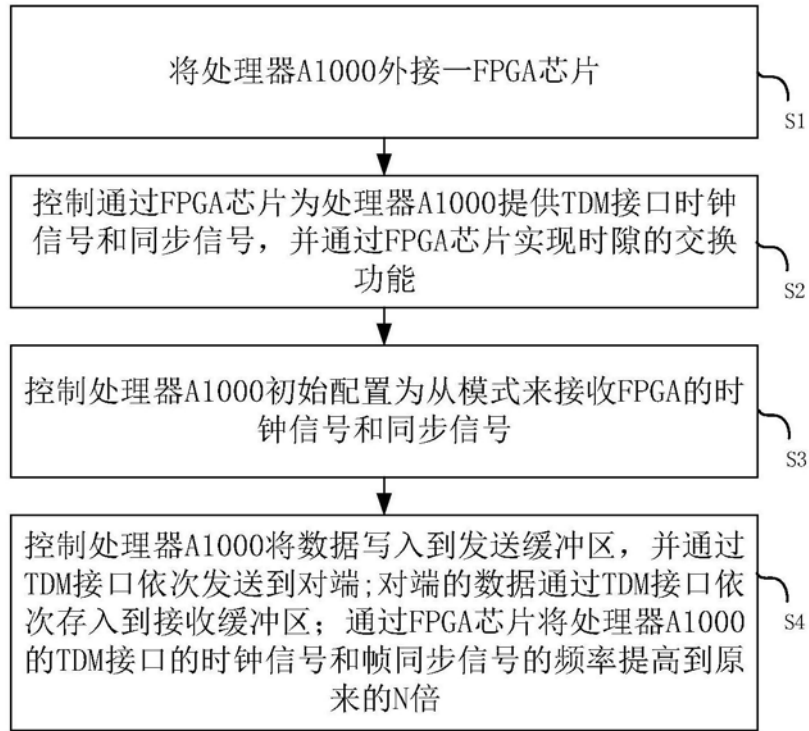 将处理器A1000外接一FPGA芯片
S1
控制通过FPGA芯片为处理器A1000提供TDM接口时钟
信号和同步信号，并通过FPGA芯片实现时隙的交换
功能
S2
控制处理器A1000初始配置为从模式来接收FPGA的时
钟信号和同步信号
S3
控制处理器A1000将数据写入到发送缓冲区，并通过
TDM接口依次发送到对端;对端的数据通过TDM接口依
次存入到接收缓冲区；通过FPGA芯片将处理器A1000
的TDM接口的时钟信号和帧同步信号的频率提高到原
来的N倍
S4